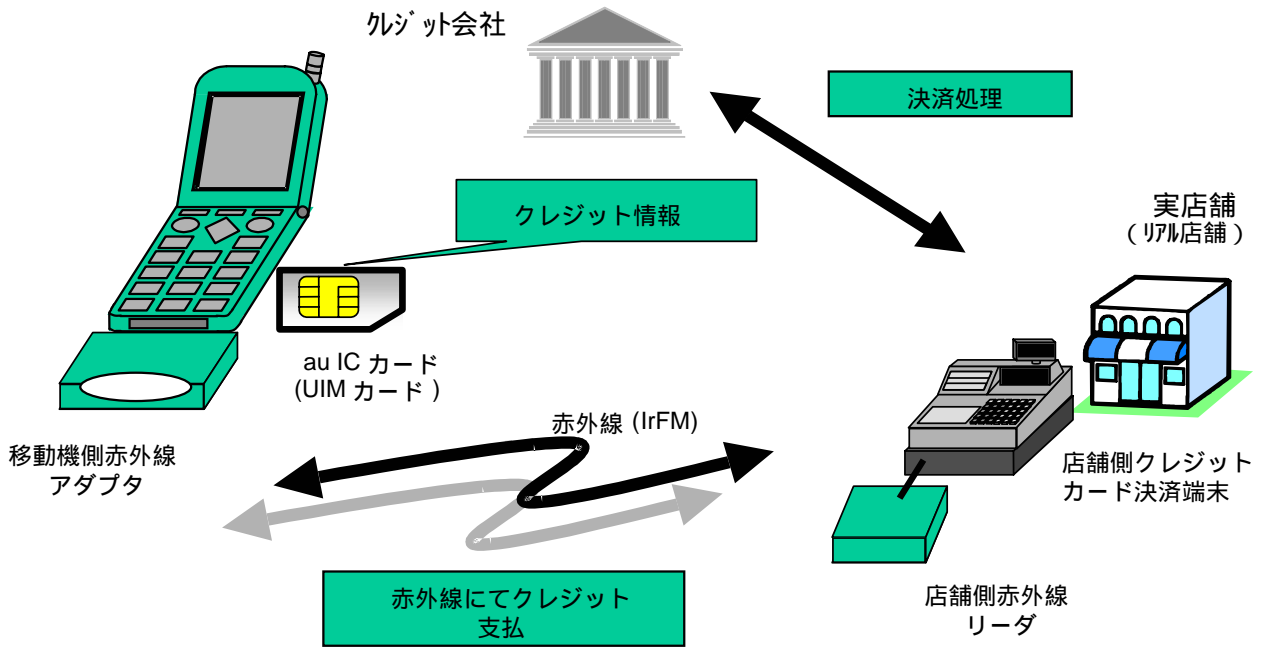 クレジット会社
決済処理
クレジット情報
実店舗
(リアル店舗)
au IC カード
(UIM カード)
赤外線 (IrFM)
移動機側赤外線
アダプタ
店舗側クレジット
カード決済端末
赤外線にてクレジット
支払
店舗側赤外線
リーダ